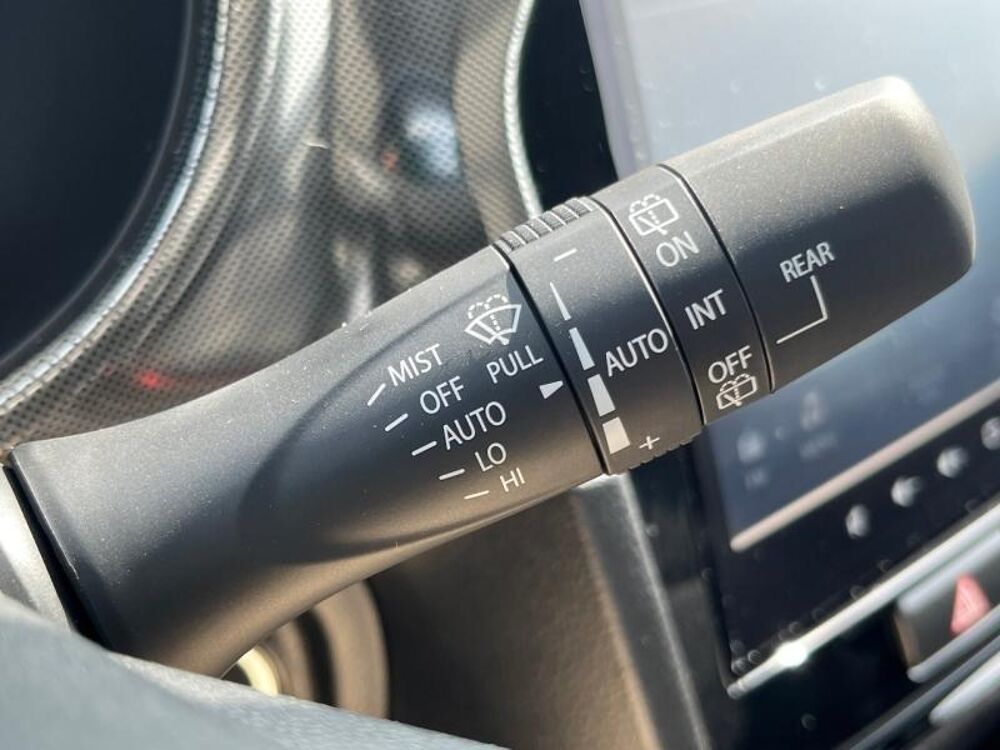 MIST
OFF
AUTO
LO
HI
PULL
−
AUTO
+
ON
INT
OFF
REAR